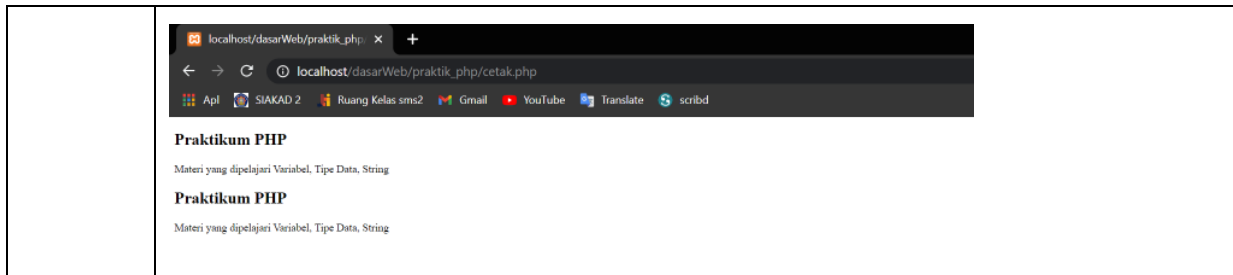 localhost/dasarWeb/praktik_php/
localhost/dasarWeb/praktik_php/cetak.php
Apl SIAKAD 2 Ruang Kelas sms2 Gmail YouTube Translate scribd
Praktikum PHP
Materi yang dipelajari Variabel, Tipe Data, String
Praktikum PHP
Materi yang dipelajari Variabel, Tipe Data, String